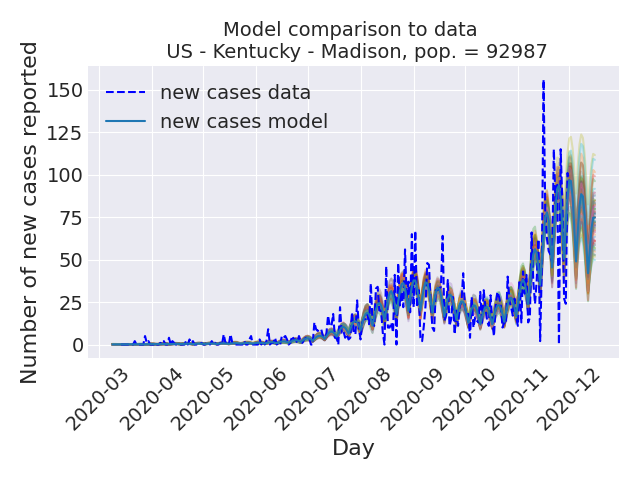 Model comparison to data
US - Kentucky - Madison, pop. = 92987
Number of new cases reported
150
125
100
75
50
25
0
new cases data
new cases model
2020-03
2020-04
2020-05
2020-06
2020-07
2020-08
2020-09
2020-10
2020-11
2020-12
Day